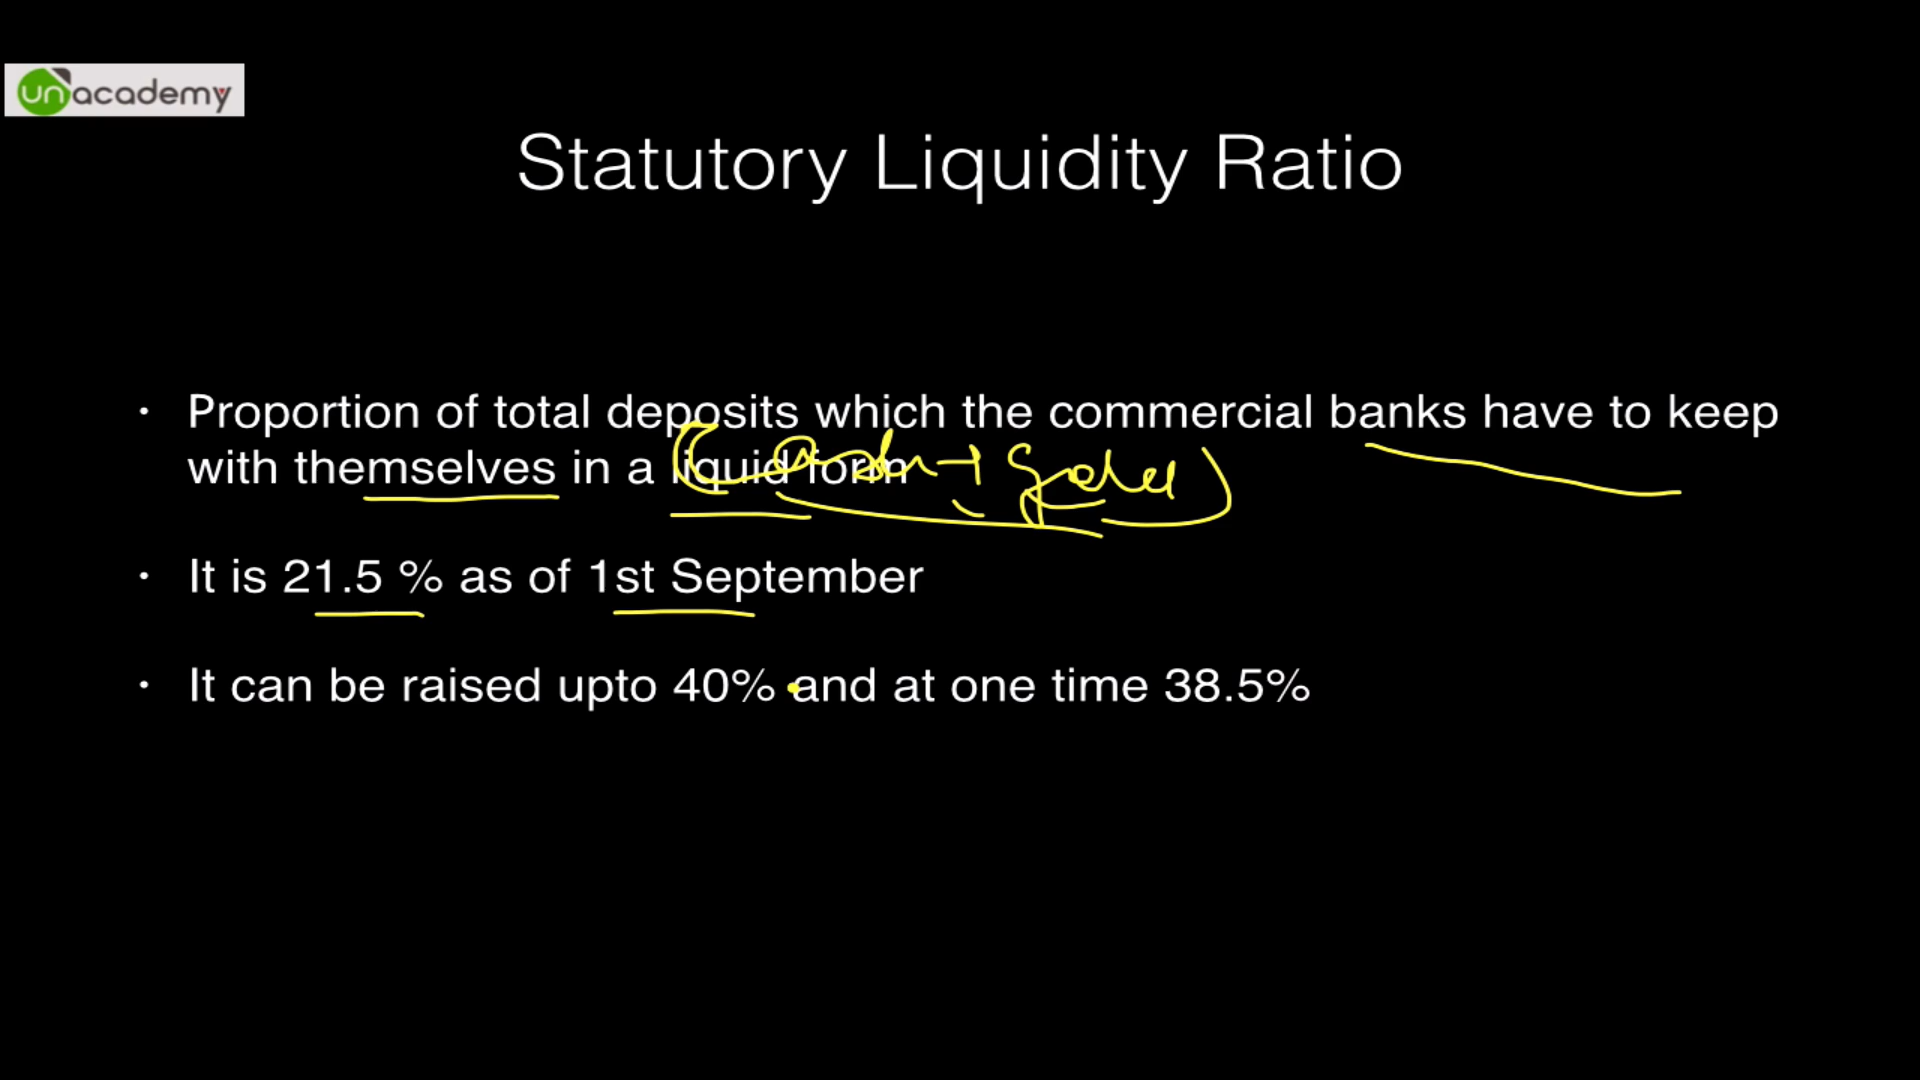 unacademy
Statutory Liquidity Ratio
• Proportion of total deposits which the commercial banks have to keep
with themselves in a liquid form
(Cash + Gold)
• It is 21.5 % as of 1st September
• It can be raised upto 40% and at one time 38.5%